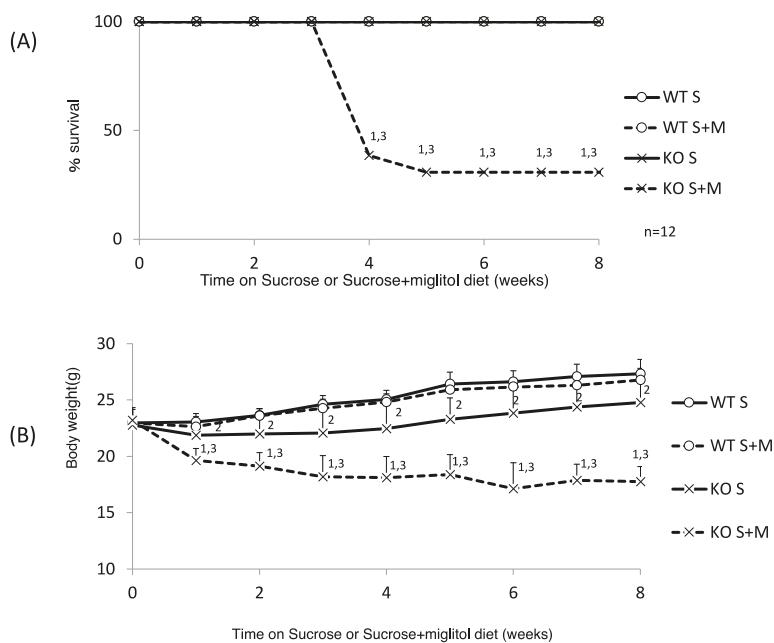 (A)
100
50
0
% survival
1,3
1,3
1,3
1,3
1,3
0 2 4 6 8
Time on Sucrose or Sucrose+miglitol diet (weeks)
WT S
WT S+M
KO S
KO S+M
n=12
(B)
30
25
20
15
10
Body weight(g)
2
2
2
2
2
2
2
2
1,3
1,3
1,3
1,3
1,3
1,3
1,3
1,3
0 2 4 6 8
Time on Sucrose or Sucrose+miglitol diet (weeks)
WT S
WT S+M
KO S
KO S+M